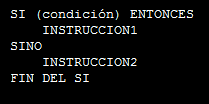 SI (condición) ENTONCES
INSTRUCCION1
SINO
INSTRUCCION2
FIN DEL SI